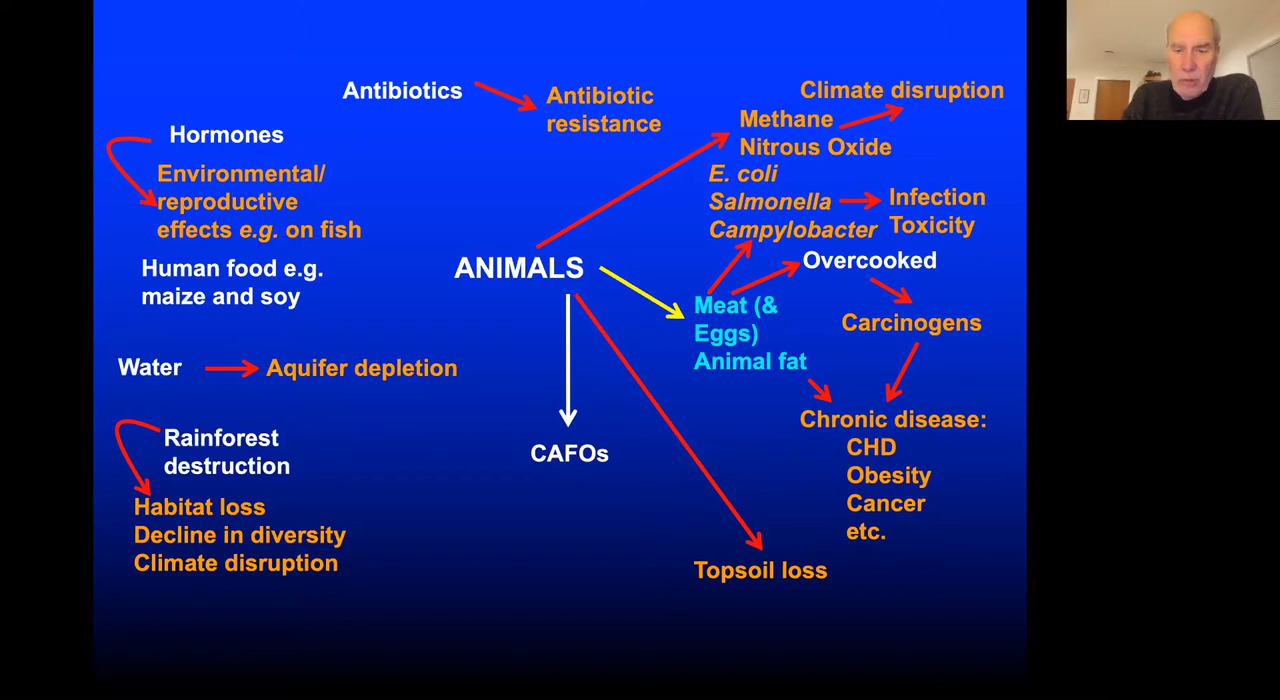 Antibiotics
Antibiotic
resistance
Climate disruption
Methane
Nitrous Oxide
Hormones
Environmental/
reproductive
effects e.g. on fish
E. coli
Salmonella
Campylobacter
Infection
Toxicity
Human food e.g.
maize and soy
ANIMALS
Overcooked
Meat (&
Eggs)
Animal fat
Carcinogens
Water
Aquifer depletion
Chronic disease:
CHD
Obesity
Cancer
etc.
Rainforest
destruction
CAFOs
Habitat loss
Decline in diversity
Climate disruption
Topsoil loss